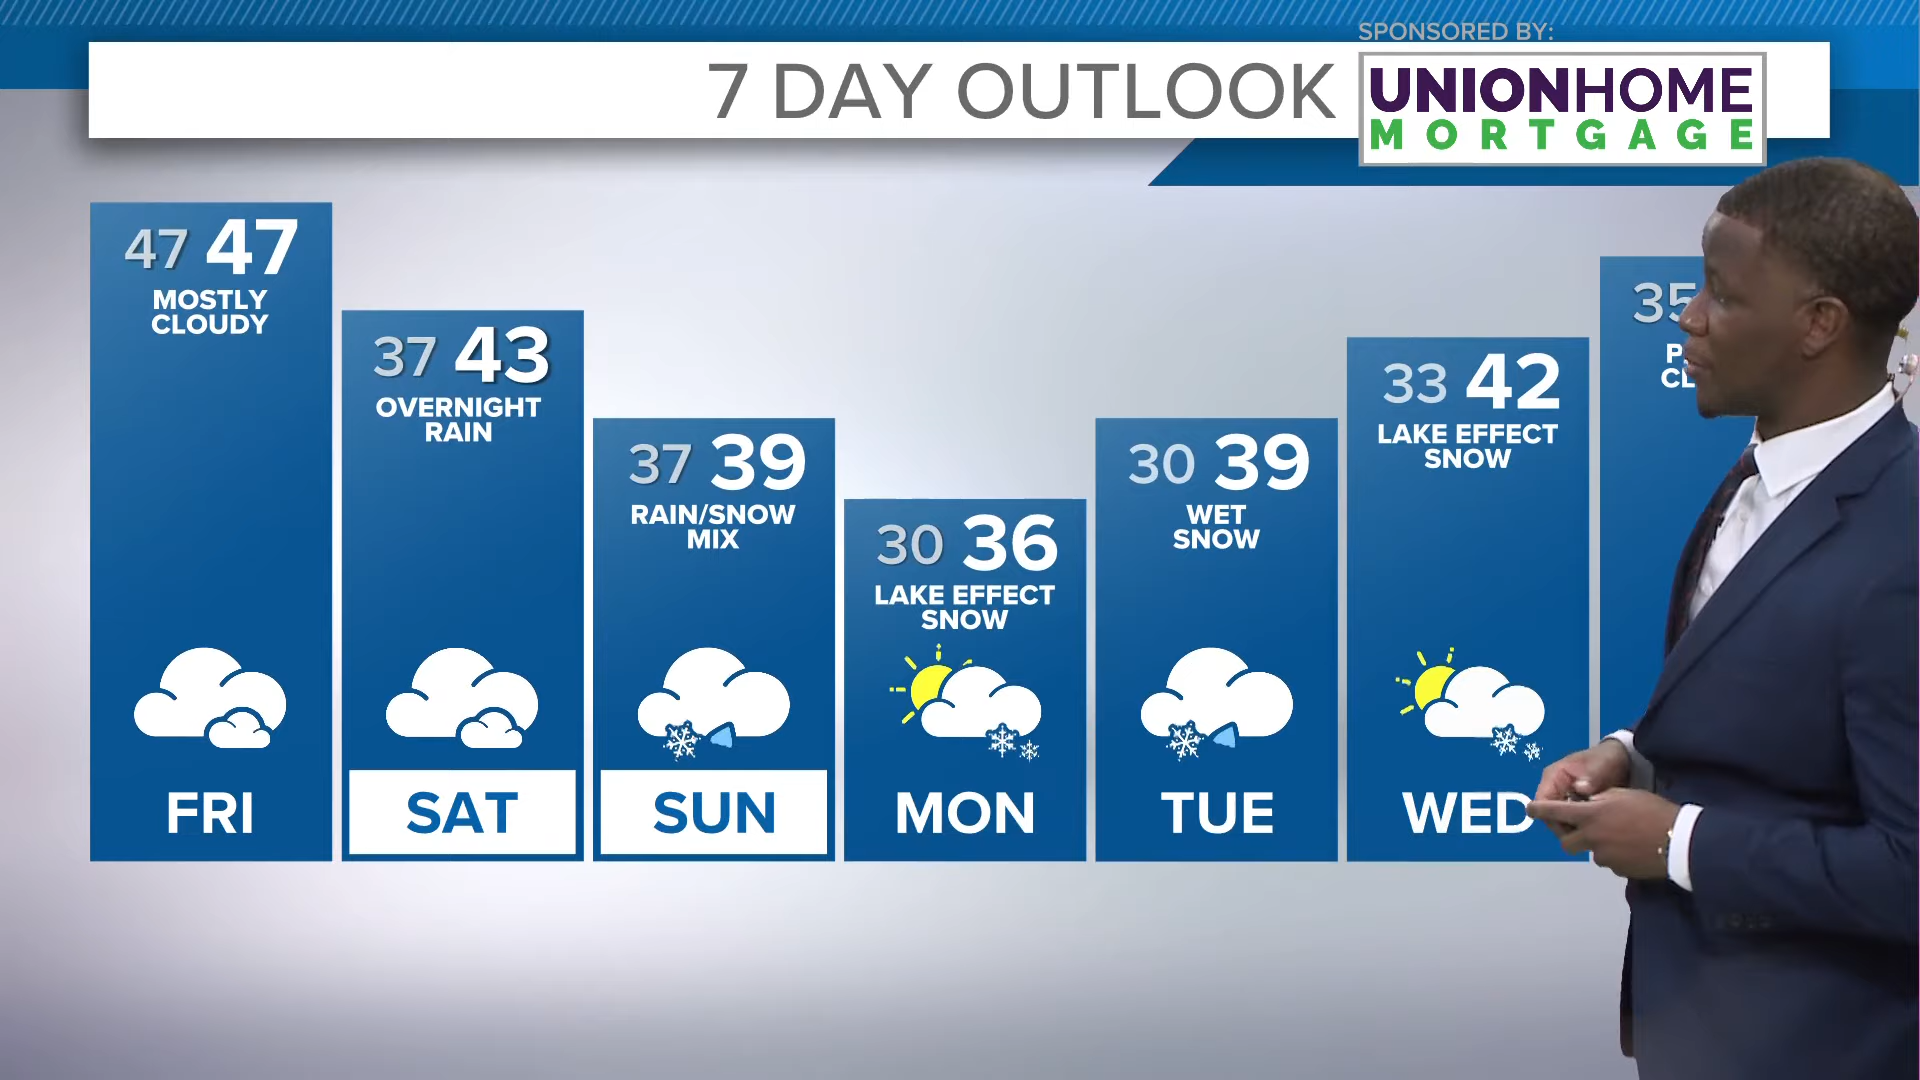 SPONSORED BY:
7 DAY OUTLOOK
UNIONHOME
MORTGAGE
47 47
MOSTLY
CLOUDY
FRI
37 43
OVERNIGHT
RAIN
SAT
37 39
RAIN/SNOW
MIX
SUN
30 36
LAKE EFFECT
SNOW
MON
30 39
WET
SNOW
TUE
33 42
LAKE EFFECT
SNOW
WED
35